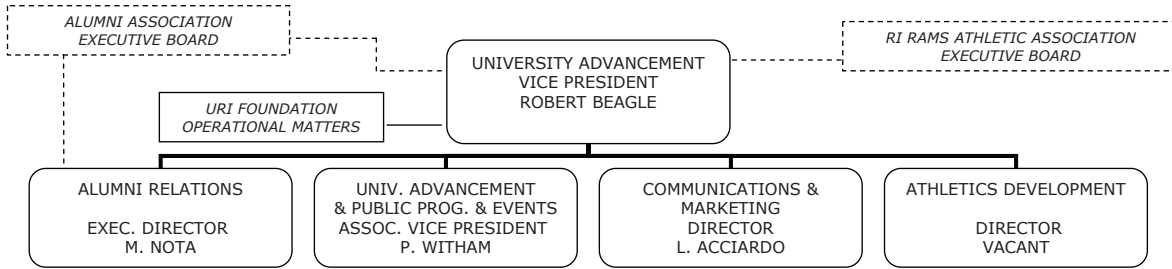 ALUMNI ASSOCIATION
EXECUTIVE BOARD
RI RAMS ATHLETIC ASSOCIATION
EXECUTIVE BOARD
UNIVERSITY ADVANCEMENT
VICE PRESIDENT
ROBERT BEAGLE
URI FOUNDATION
OPERATIONAL MATTERS
ALUMNI RELATIONS
EXEC. DIRECTOR
M. NOTA
UNIV. ADVANCEMENT
& PUBLIC PROG. & EVENTS
ASSOC. VICE PRESIDENT
P. WITHAM
COMMUNICATIONS &
MARKETING
DIRECTOR
L. ACCIARDO
ATHLETICS DEVELOPMENT
DIRECTOR
VACANT